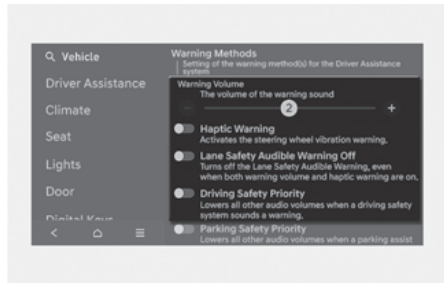 Vehicle
Driver Assistance
Climate
Seat
Lights
Door
Digital Keys
Warning Methods
Setting of the warning method(s) for the Driver Assistance
system
Warning Volume
The volume of the warning sound
2
Haptic Warning
Activates the steering wheel vibration warning.
Lane Safety Audible Warning Off
Turns off the Lane Safety Audible Warning, even
when both warning volume and haptic warning are on.
Driving Safety Priority
Lowers all other audio volumes when a driving safety
system sounds a warning.
Parking Safety Priority
Lowers all other audio volumes when a parking assist